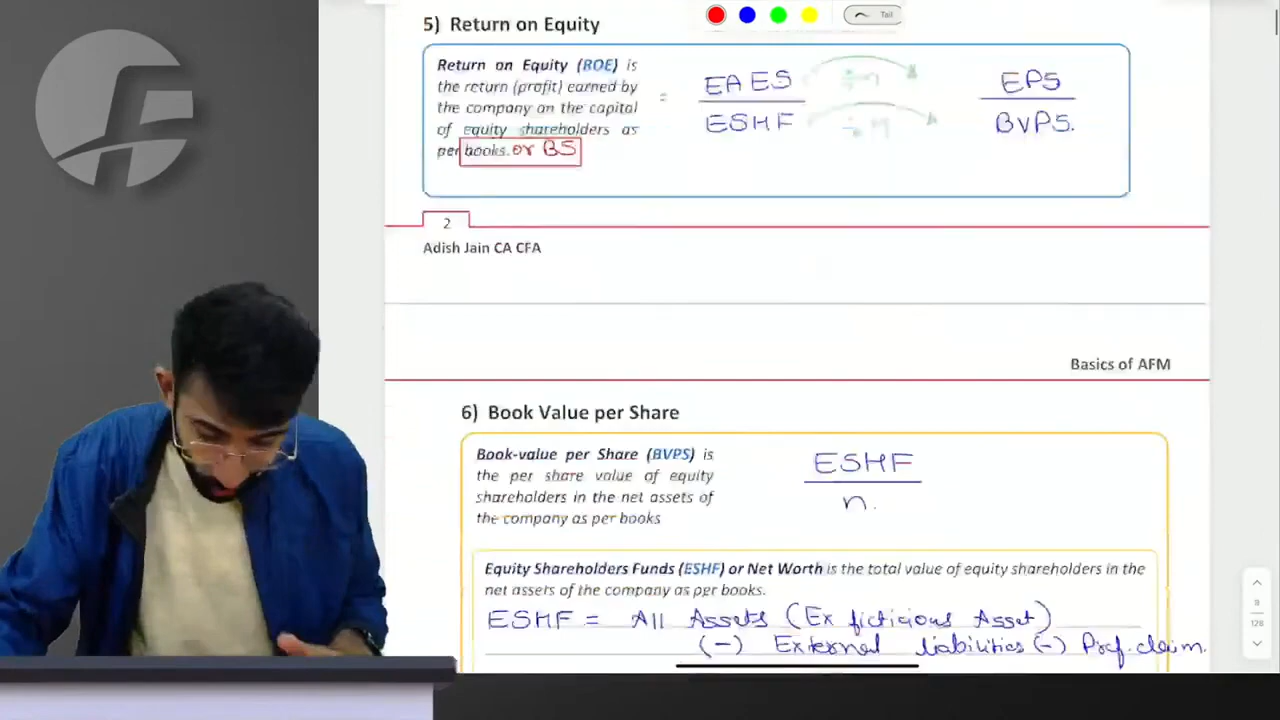 Tail
5) Return on Equity
Return on Equity (BOE) is
the return (profit) earned by
the company on the capital
of equity shareholders as
per books. or BS
= EAES / ESHF
÷ n
÷ n
EPS / BVPS.
2
Adish Jain CA CFA
Basics of AFM
6) Book Value per Share
Book-value per Share (BVPS) is
the per share value of equity
shareholders in the net assets of
the company as per books
ESHF
n.
Equity Shareholders Funds (ESHF) or Net Worth is the total value of equity shareholders in the
net assets of the company as per books.
ESHF = All Assets (Ex ficticious Asset)
(-) External liabilities (-) Pref. claim.
9
128